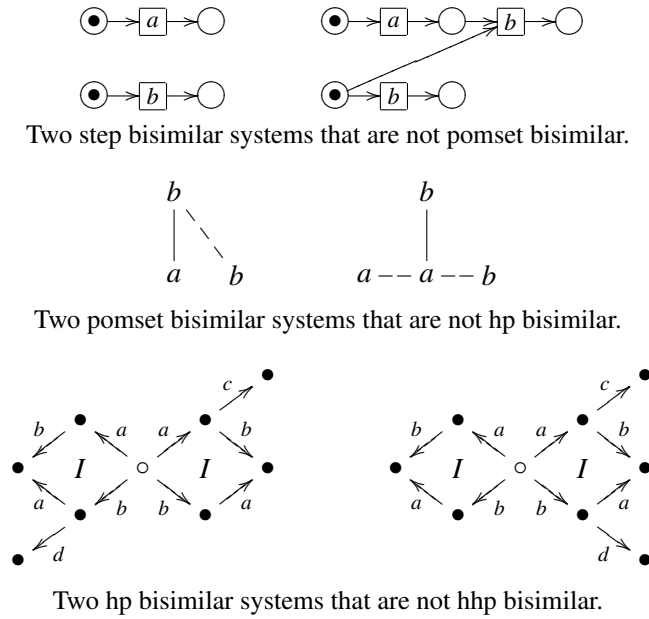 a b
b b
Two step bisimilar systems that are not pomset bisimilar.
b b
a b a a b
Two pomset bisimilar systems that are not hp bisimilar.
c c
b a a b b a a b
I I I I
a b b a a b b a
d d
Two hp bisimilar systems that are not hhp bisimilar.